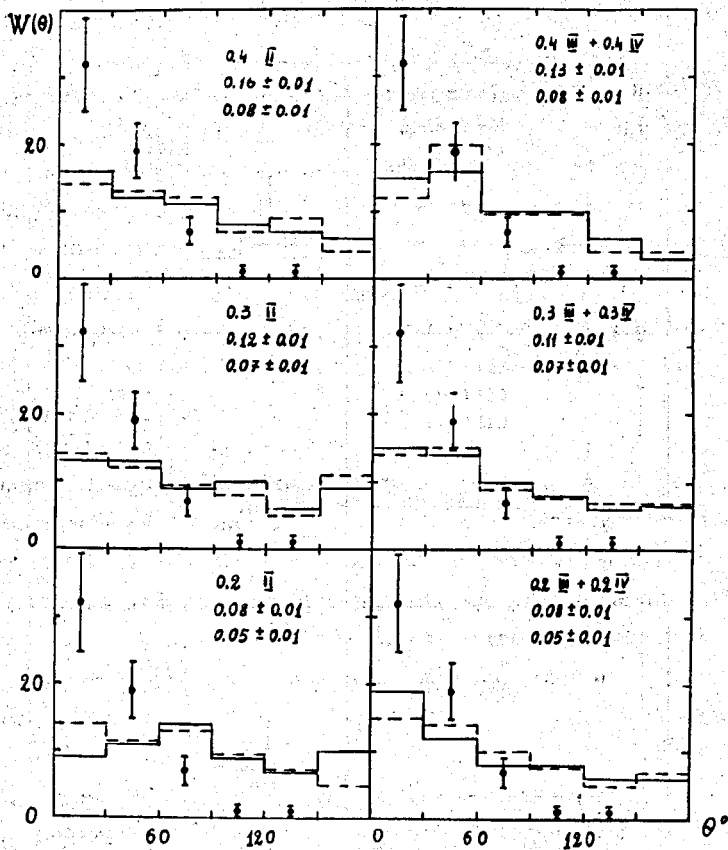 W(θ)
0.4 II
0.16 ± 0.01
0.08 ± 0.01
0.4 III + 0.4 IV
0.13 ± 0.01
0.08 ± 0.01
20
0
0.3 II
0.12 ± 0.01
0.07 ± 0.01
0.3 III + 0.3 IV
0.11 ± 0.01
0.07 ± 0.01
20
0
0.2 II
0.08 ± 0.01
0.05 ± 0.01
0.2 III + 0.2 IV
0.08 ± 0.01
0.05 ± 0.01
20
0
60 120 0 60 120 θ°